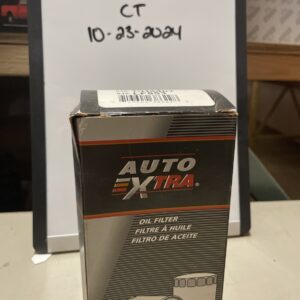 CT
10-23-2024
AUTO
XTRA®
OIL FILTER
FILTRE À HUILE
FILTRO DE ACEITE